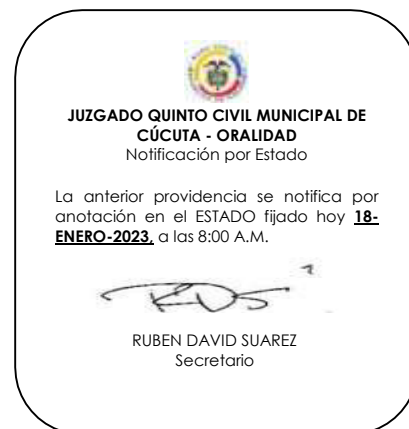 JUZGADO QUINTO CIVIL MUNICIPAL DE
CÚCUTA - ORALIDAD
Notificación por Estado
La anterior providencia se notifica por
anotación en el ESTADO fijado hoy 18-
ENERO-2023, a las 8:00 A.M.
RUBEN DAVID SUAREZ
Secretario